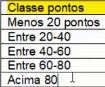 Classe pontos
Menos 20 pontos
Entre 20-40
Entre 40-60
Entre 60-80
Acima 80